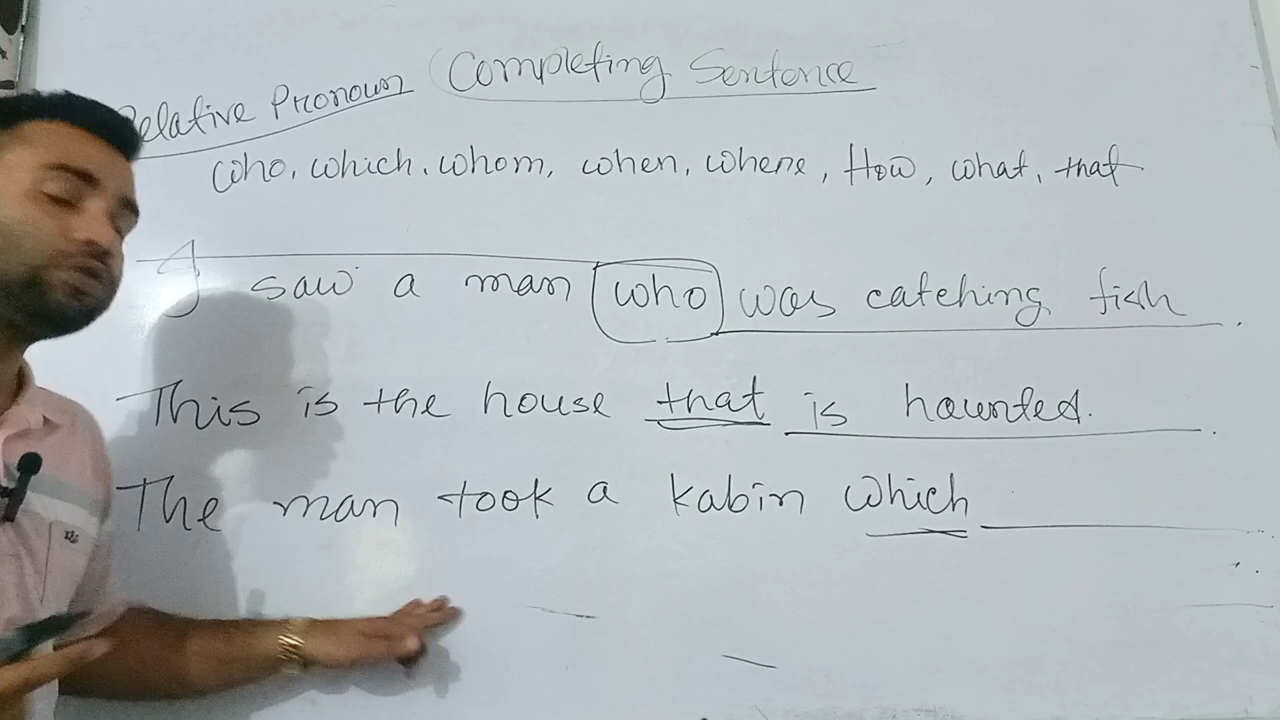 Relative Pronoun Completing Sentence
Who, which, whom, when, where, How, what, that
I saw a man who was catching fish.
This is the house that is haunted.
The man took a kabin which